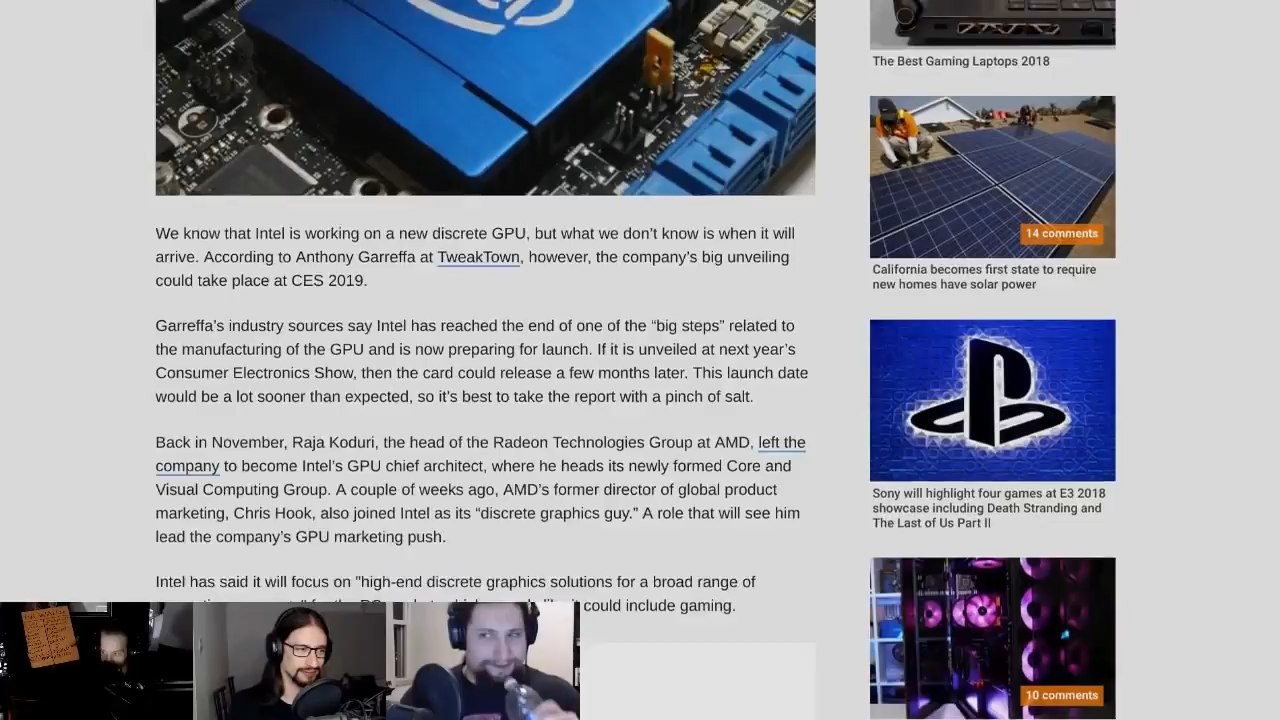 We know that Intel is working on a new discrete GPU, but what we don’t know is when it will
arrive. According to Anthony Garreffa at TweakTown, however, the company’s big unveiling
could take place at CES 2019.
Garreffa’s industry sources say Intel has reached the end of one of the “big steps” related to
the manufacturing of the GPU and is now preparing for launch. If it is unveiled at next year’s
Consumer Electronics Show, then the card could release a few months later. This launch date
would be a lot sooner than expected, so it’s best to take the report with a pinch of salt.
Back in November, Raja Koduri, the head of the Radeon Technologies Group at AMD, left the
company to become Intel’s GPU chief architect, where he heads its newly formed Core and
Visual Computing Group. A couple of weeks ago, AMD’s former director of global product
marketing, Chris Hook, also joined Intel as its “discrete graphics guy.” A role that will see him
lead the company’s GPU marketing push.
Intel has said it will focus on "high-end discrete graphics solutions for a broad range of
could include gaming.
The Best Gaming Laptops 2018
14 comments
California becomes first state to require
new homes have solar power
Sony will highlight four games at E3 2018
showcase including Death Stranding and
The Last of Us Part II
10 comments